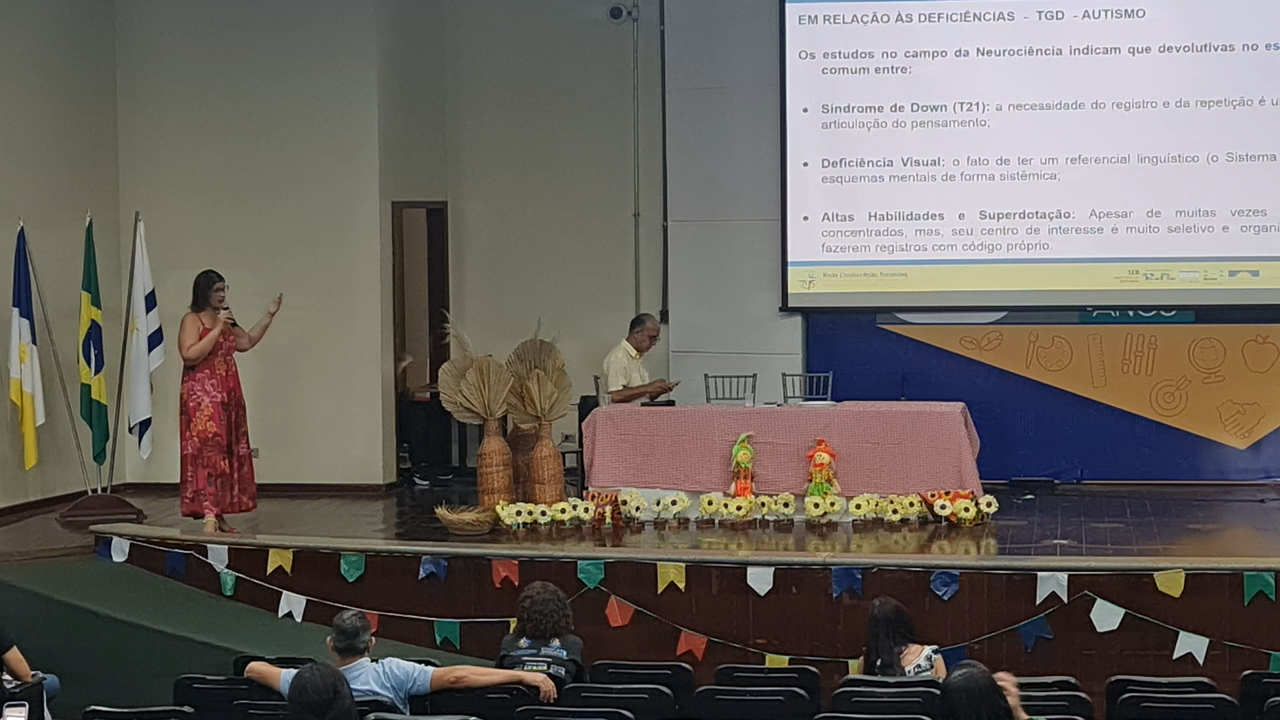 EM RELAÇÃO ÀS DEFICIÊNCIAS - TGD - AUTISMO
Os estudos no campo da Neurociência indicam que devolutivas no es
comum entre;
• Síndrome de Down (T21): a necessidade do registro e da repetição é u
articulação do pensamento;
• Deficiência Visual; o fato de ter um referencial linguístico (o Sistema
esquemas mentais de forma sistêmica;
• Altas Habilidades e Superdotação: Apesar de muitas vezes
concentrados, mas, seu centro de interesse é muito seletivo e organi
fazerem registros com código próprio.